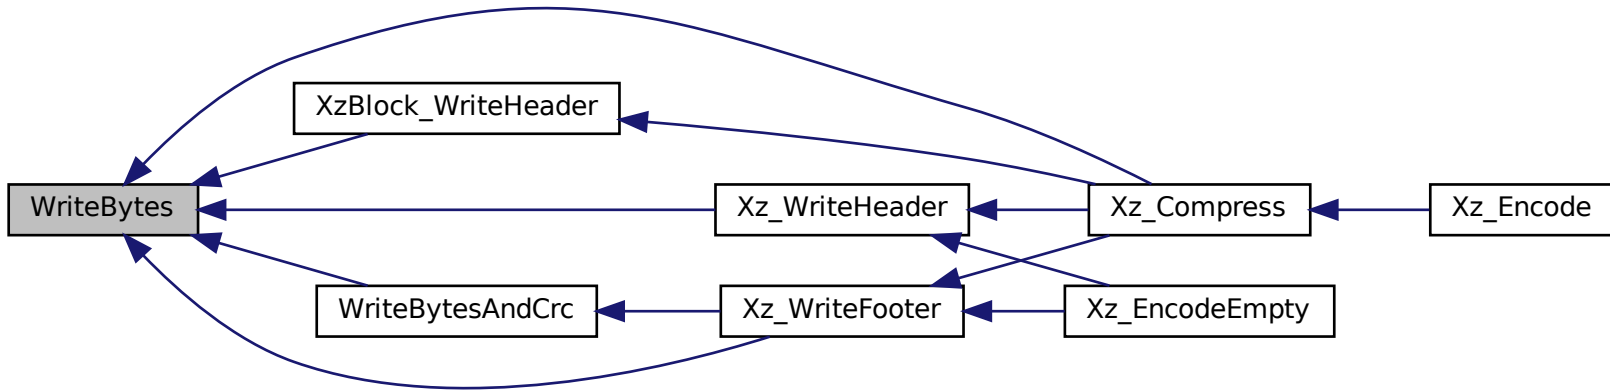 XzBlock_WriteHeader
WriteBytes
Xz_WriteHeader
Xz_Compress
Xz_Encode
WriteBytesAndCrc
Xz_WriteFooter
Xz_EncodeEmpty